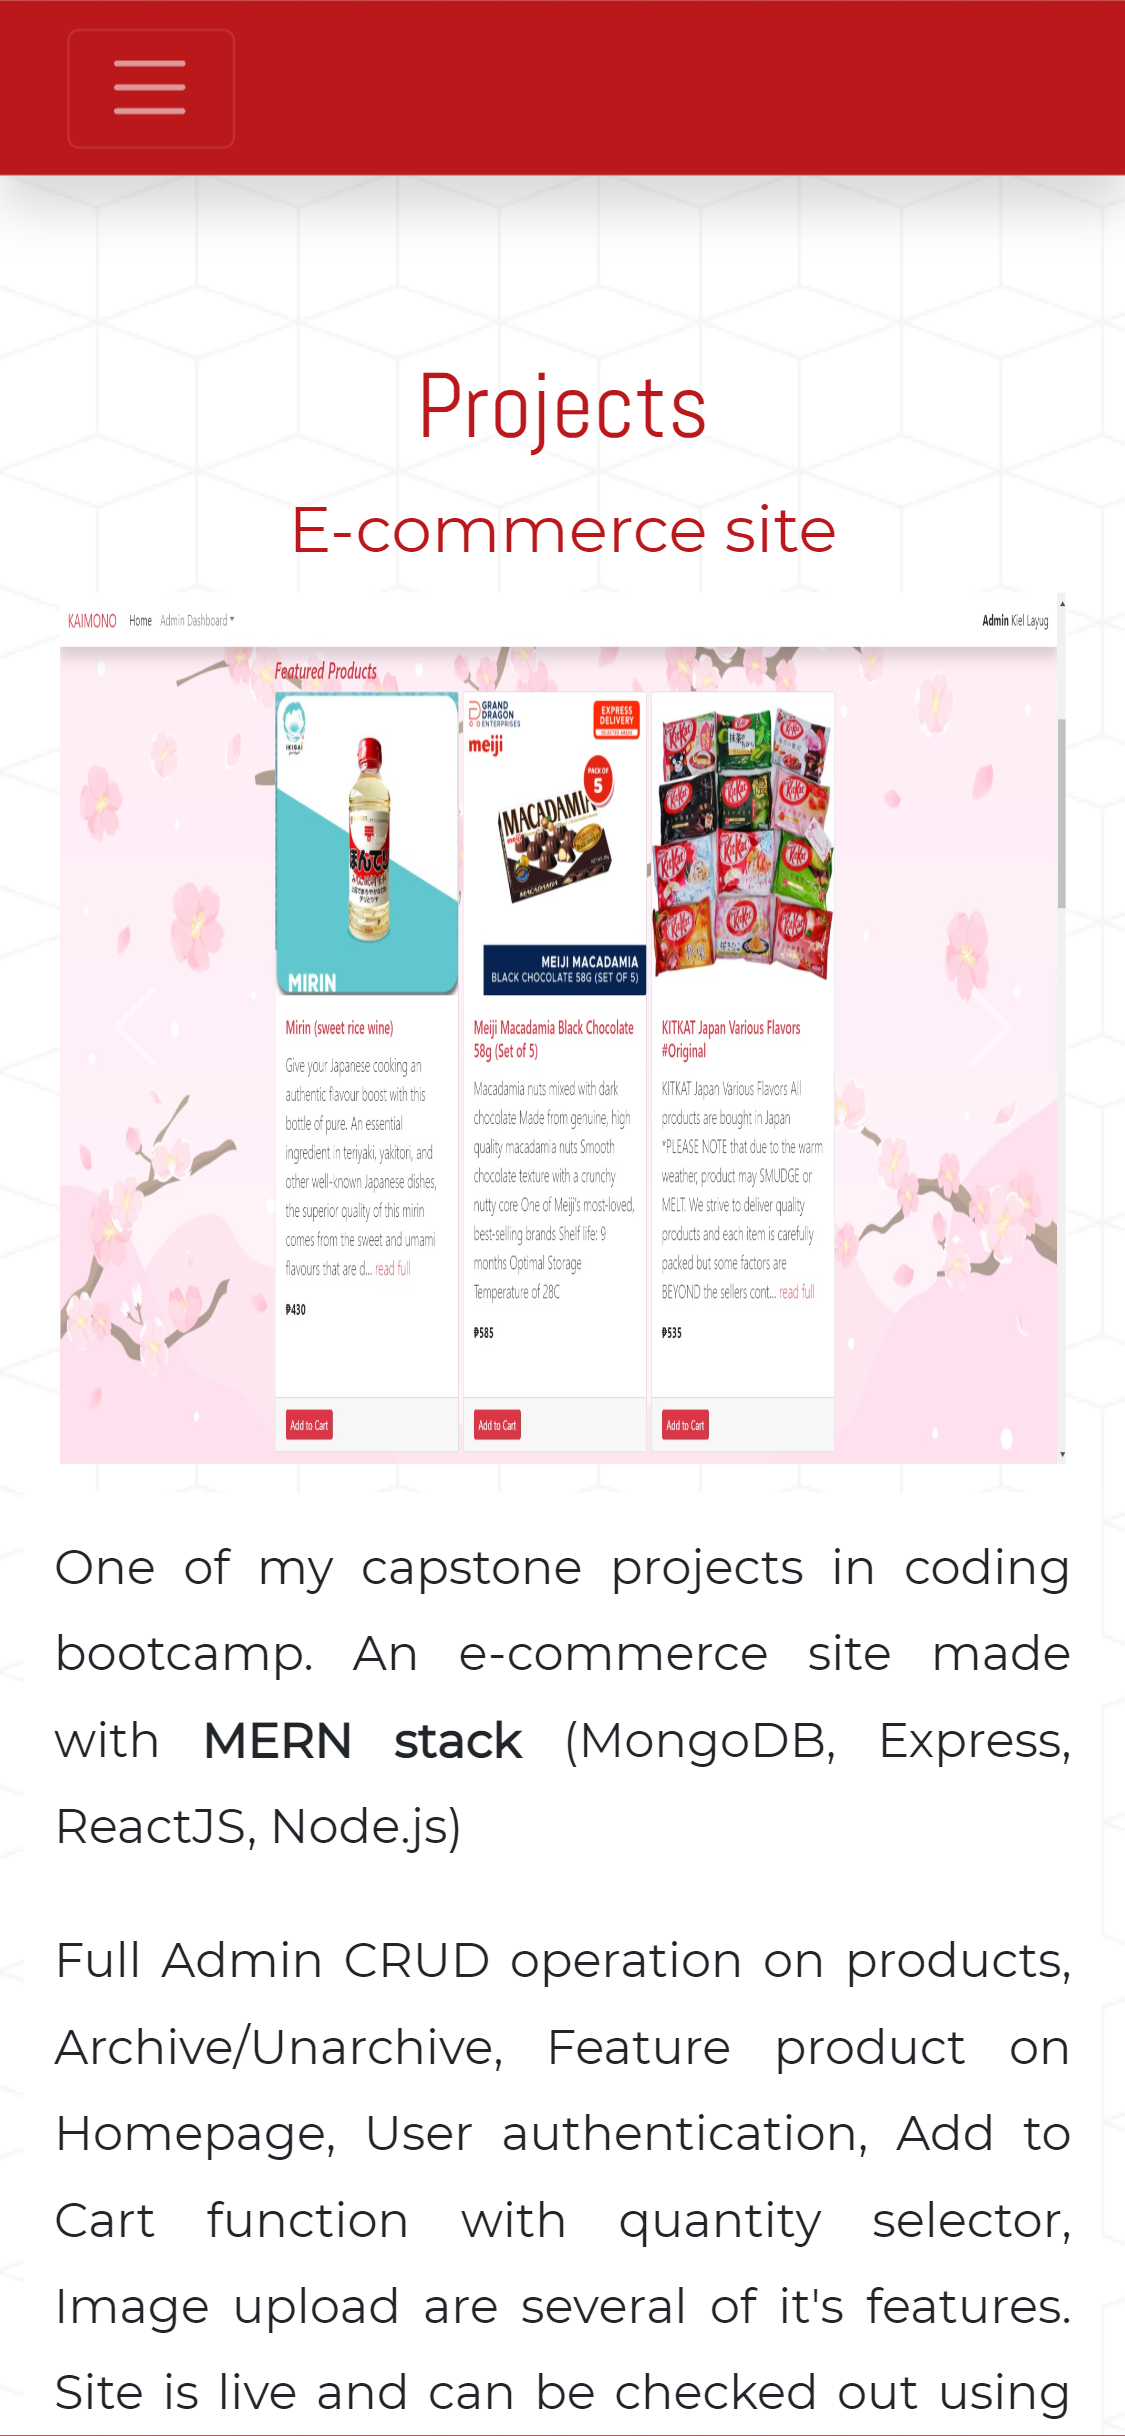 Projects
E-commerce site
KAIMONO Home Admin Dashboard
Admin Kiel Layug
Featured Products
IKIGAI
MIRIN
GRAND
DRAGON
ENTERPRISES
EXPRESS
DELIVERY
meiji
PACK OF
5
MACADAMIA
MACADAMIA
MEIJI MACADAMIA
BLACK CHOCOLATE 58G (SET OF 5)
KitKat
Mirin (sweet rice wine)
Give your Japanese cooking an
authentic flavour boost with this
bottle of pure. An essential
ingredient in teriyaki, yakitori, and
other well-known Japanese dishes,
the superior quality of this mirin
comes from the sweet and umami
flavours that are d... read full
₱430
Add to Cart
Meiji Macadamia Black Chocolate
58g (Set of 5)
Macadamia nuts mixed with dark
chocolate Made from genuine, high
quality macadamia nuts Smooth
chocolate texture with a crunchy
nutty core One of Meiji's most-loved,
best-selling brands Shelf life: 9
months Optimal Storage
Temperature of 28C
₱585
Add to Cart
KITKAT Japan Various Flavors
#Original
KITKAT Japan Various Flavors All
products are bought in Japan
*PLEASE NOTE that due to the warm
weather, product may SMUDGE or
MELT. We strive to deliver quality
products and each item is carefully
packed but some factors are
BEYOND the sellers cont... read full
₱535
Add to Cart
One of my capstone projects in coding
bootcamp. An e-commerce site made
with MERN stack (MongoDB, Express,
ReactJS, Node.js)
Full Admin CRUD operation on products,
Archive/Unarchive, Feature product on
Homepage, User authentication, Add to
Cart function with quantity selector,
Image upload are several of it's features.
Site is live and can be checked out using